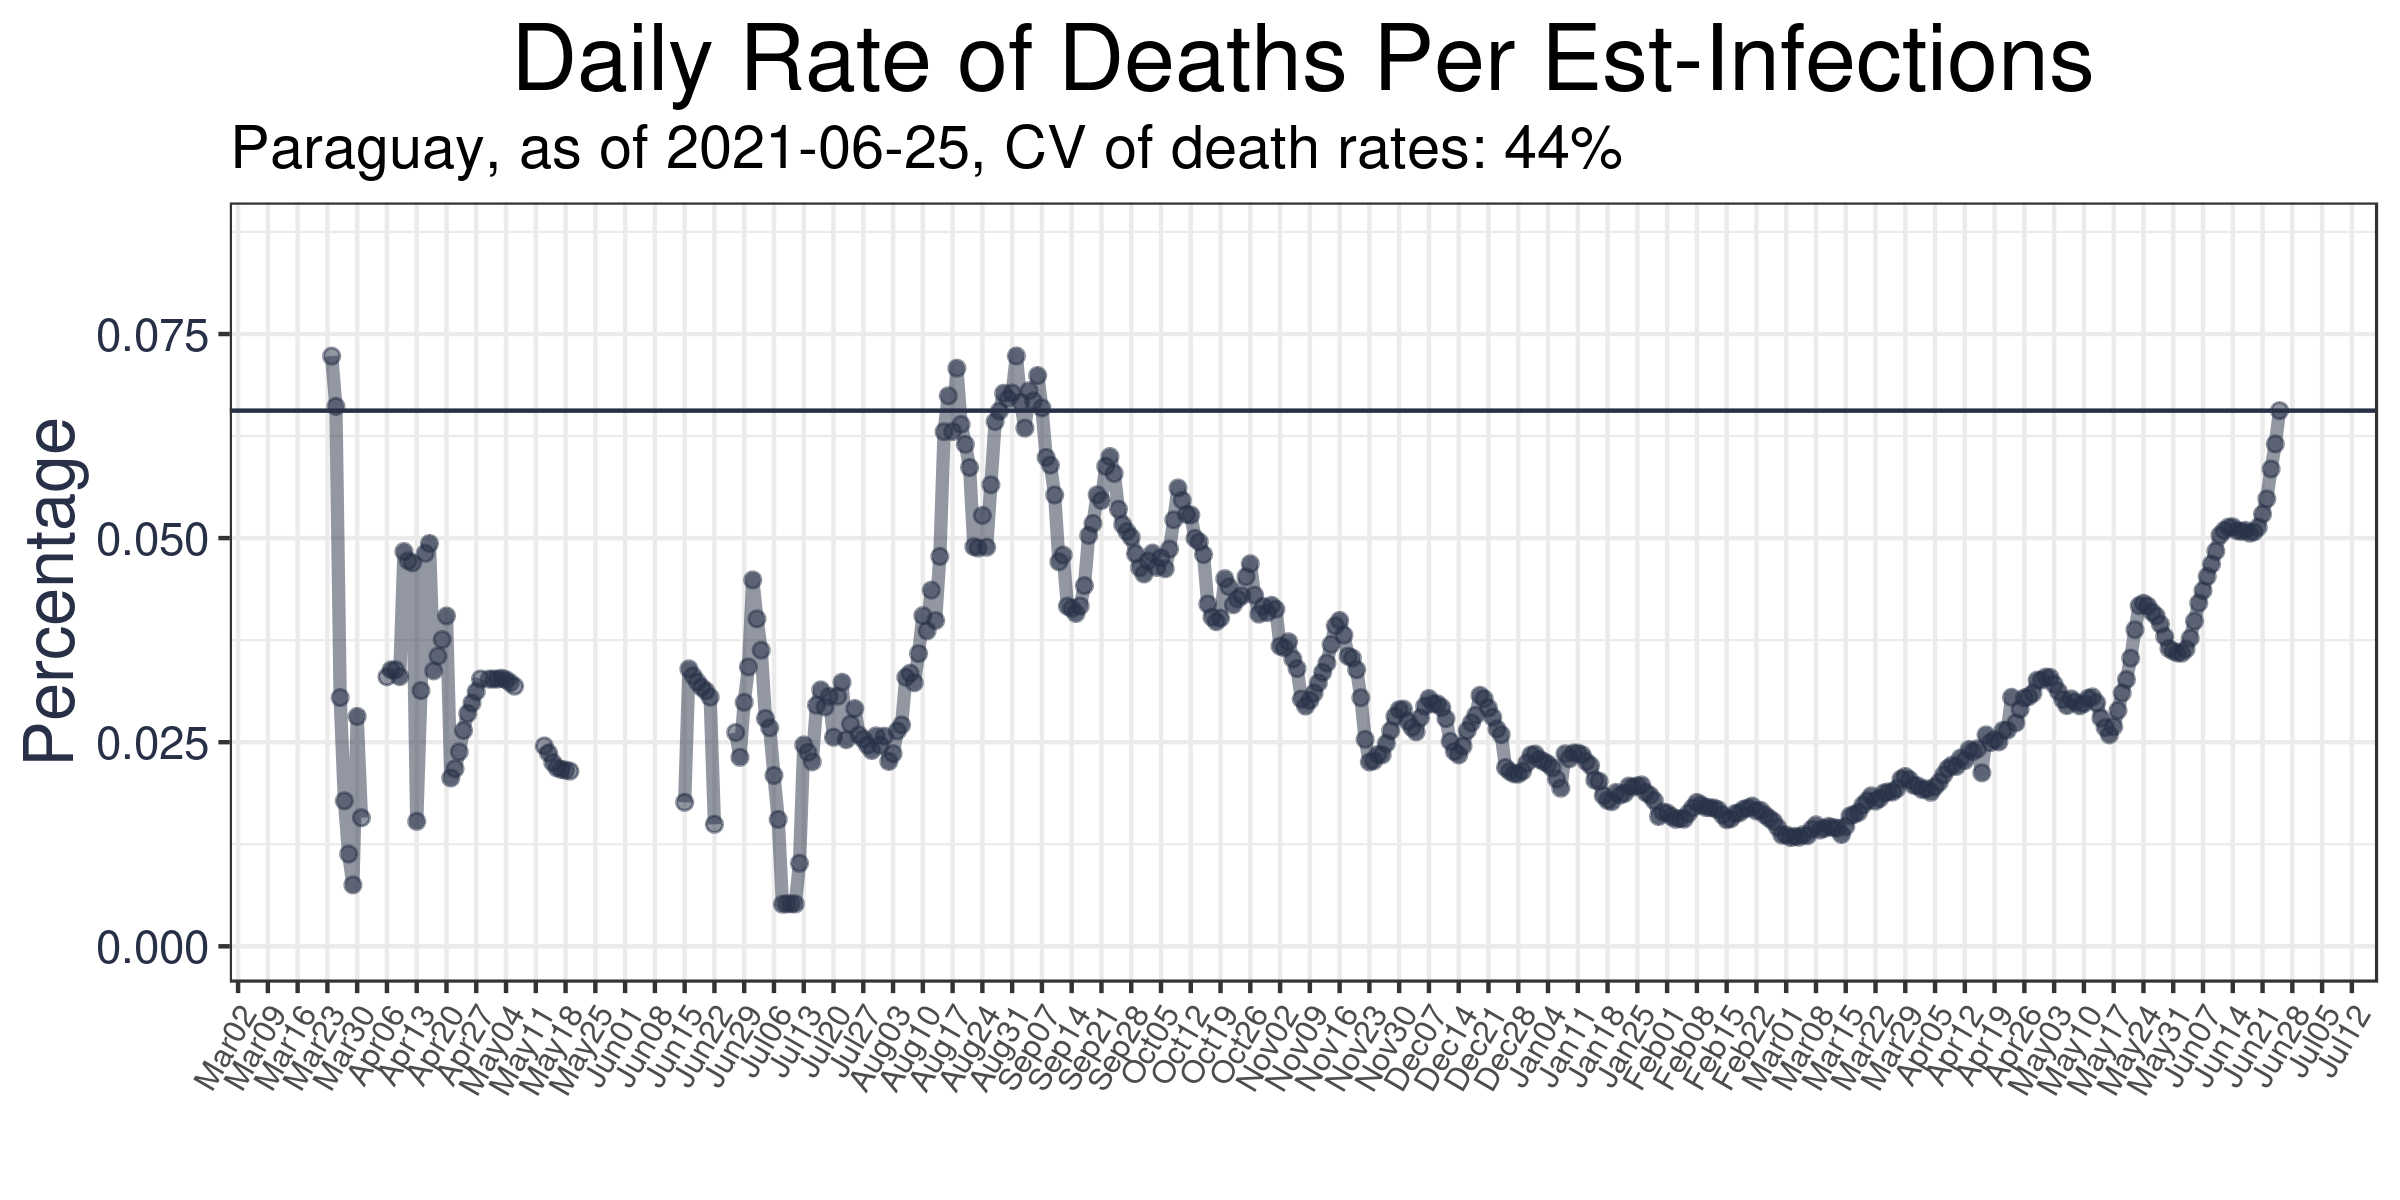 Daily Rate of Deaths Per Est-Infections
Paraguay, as of 2021-06-25, CV of death rates: 44%
Percentage
0.075
0.050
0.025
0.000
Mar02
Mar09
Mar16
Mar23
Mar30
Apr06
Apr13
Apr20
Apr27
May04
May11
May18
May25
Jun01
Jun08
Jun15
Jun22
Jun29
Jul06
Jul13
Jul20
Jul27
Aug03
Aug10
Aug17
Aug24
Aug31
Sep07
Sep14
Sep21
Sep28
Oct05
Oct12
Oct19
Oct26
Nov02
Nov09
Nov16
Nov23
Nov30
Dec07
Dec14
Dec21
Dec28
Jan04
Jan11
Jan18
Jan25
Feb01
Feb08
Feb15
Feb22
Mar01
Mar08
Mar15
Mar22
Mar29
Apr05
Apr12
Apr19
Apr26
May03
May10
May17
May24
May31
Jun07
Jun14
Jun21
Jun28
Jul05
Jul12